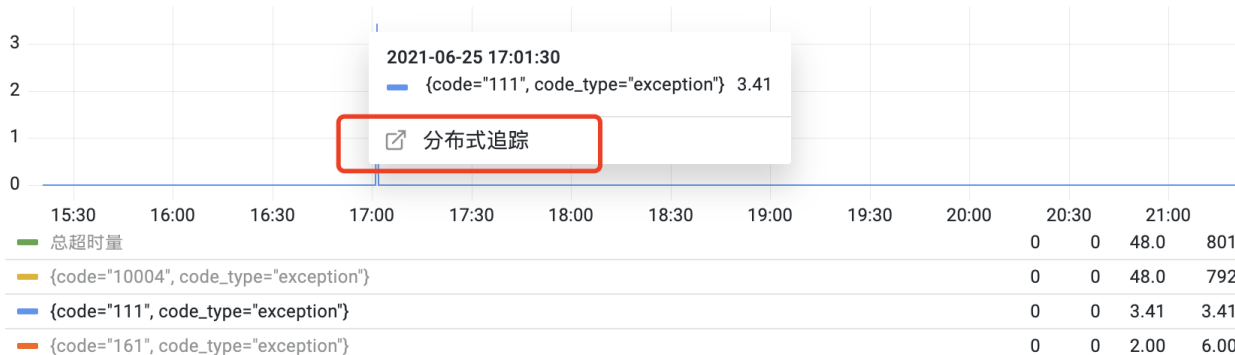 3
2021-06-25 17:01:30
{code="111", code_type="exception"} 3.41
2
1
分布式追踪
0
15:30 16:00 16:30 17:00 17:30 18:00 18:30 19:00 19:30 20:00 20:30 21:00
总超时量 0 0 48.0 801
{code="10004", code_type="exception"} 0 0 48.0 792
{code="111", code_type="exception"} 0 0 3.41 3.41
{code="161", code_type="exception"} 0 0 2.00 6.00